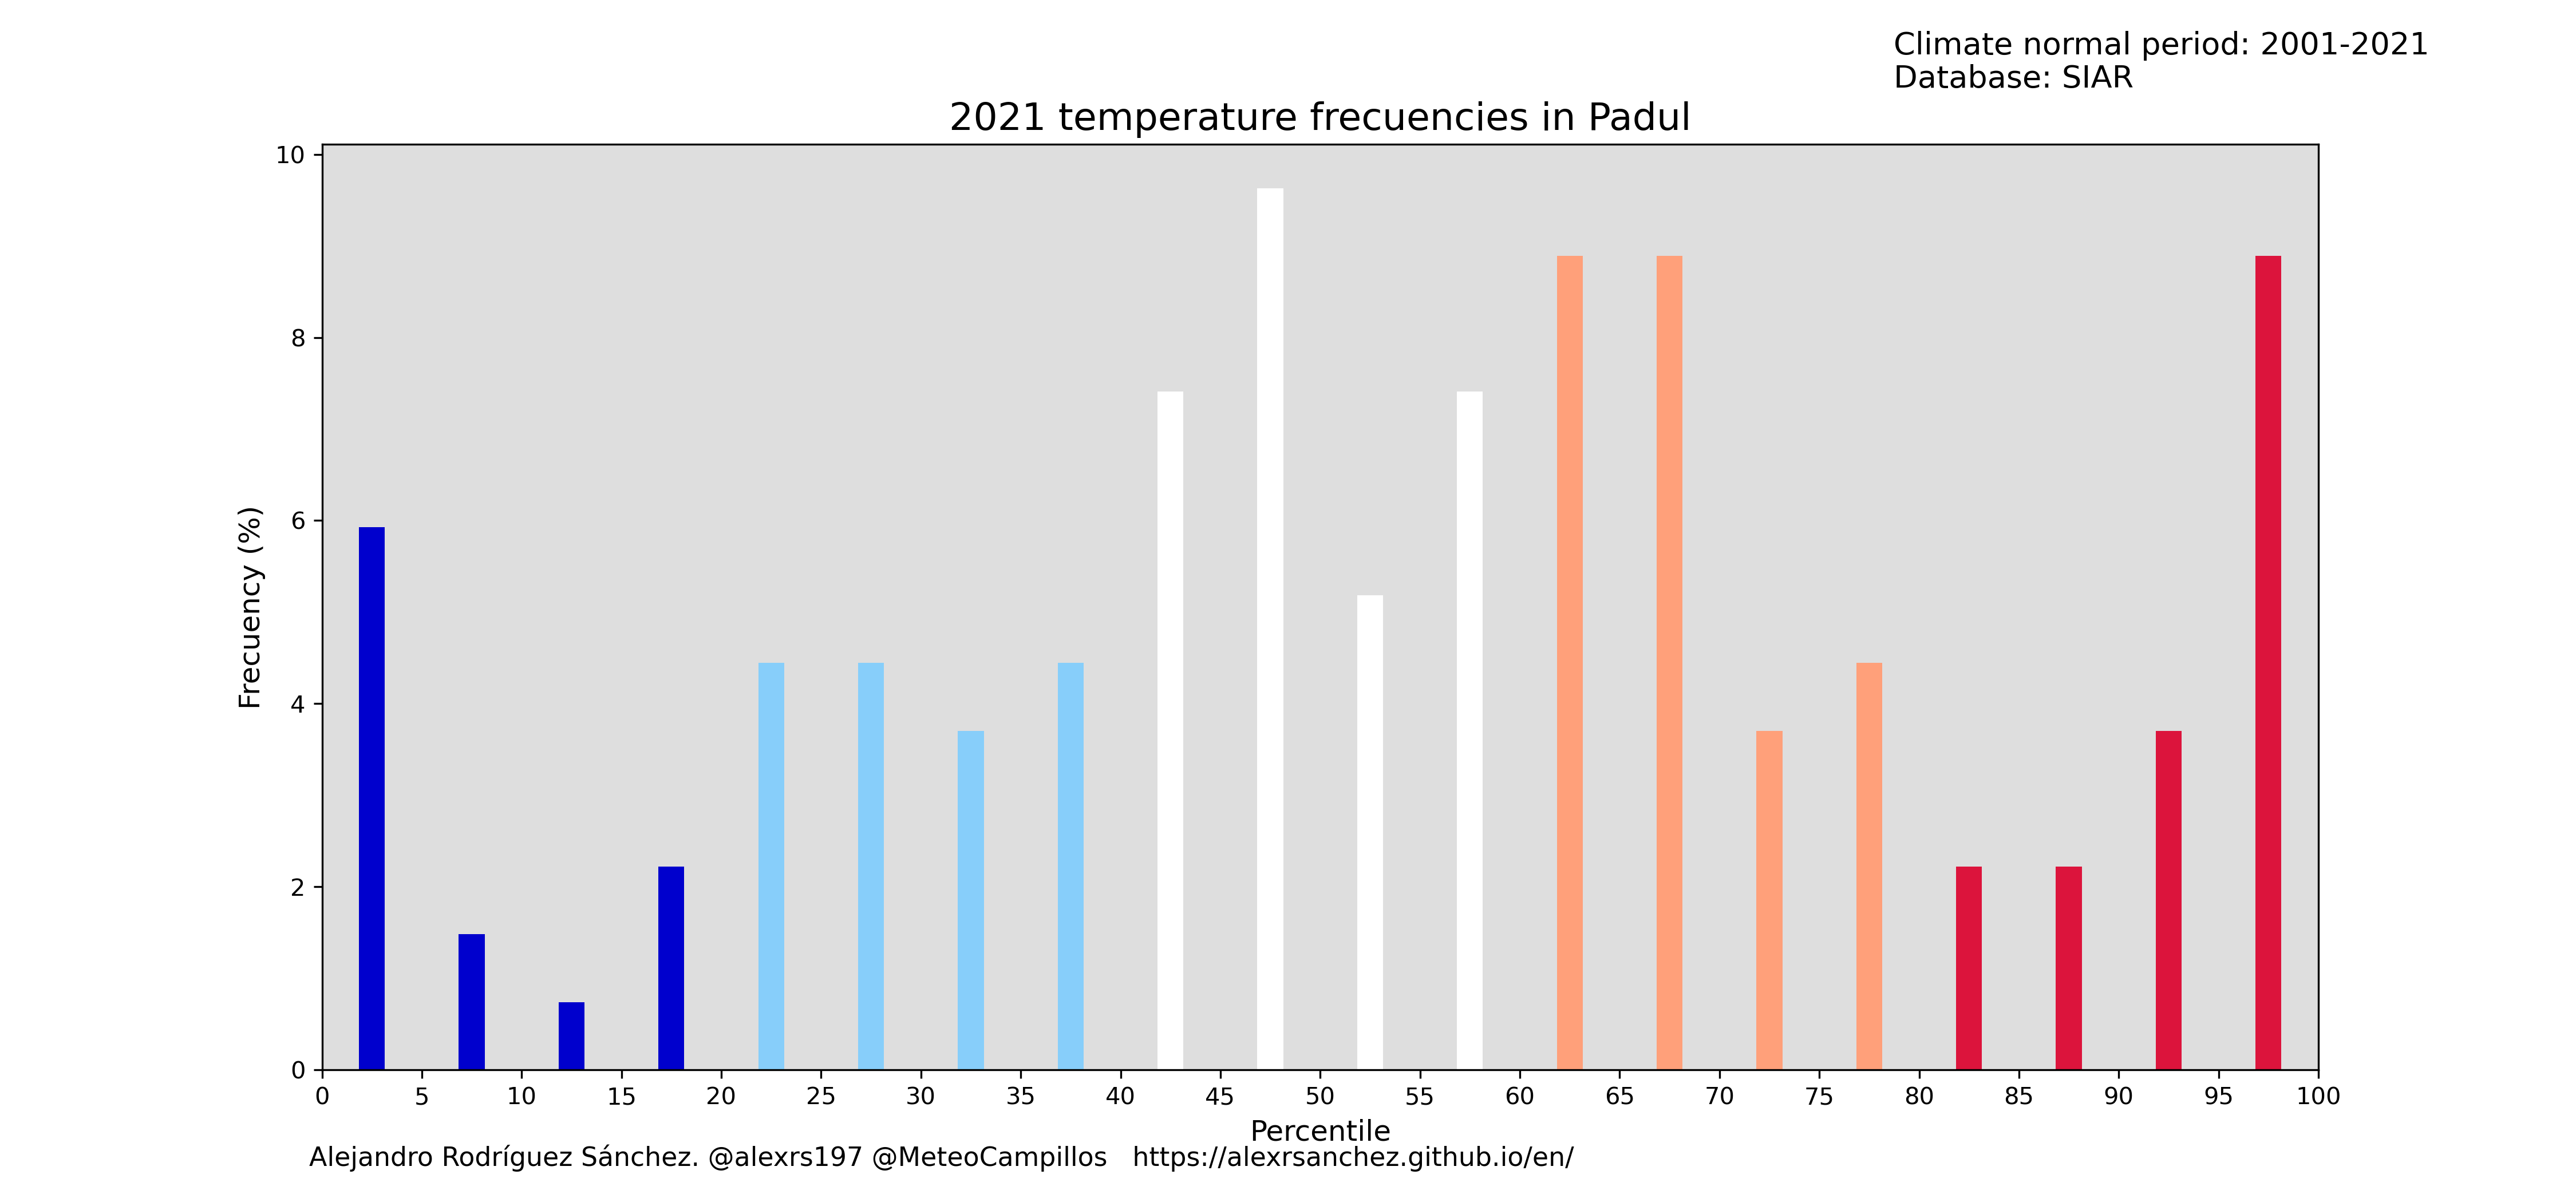 Climate normal period: 2001-2021
Database: SIAR
2021 temperature frecuencies in Padul
10
8
6
4
2
0
Frecuency (%)
0 5 10 15 20 25 30 35 40 45 50 55 60 65 70 75 80 85 90 95 100
Percentile
Alejandro Rodríguez Sánchez. @alexrs197 @MeteoCampillos https://alexrsanchez.github.io/en/